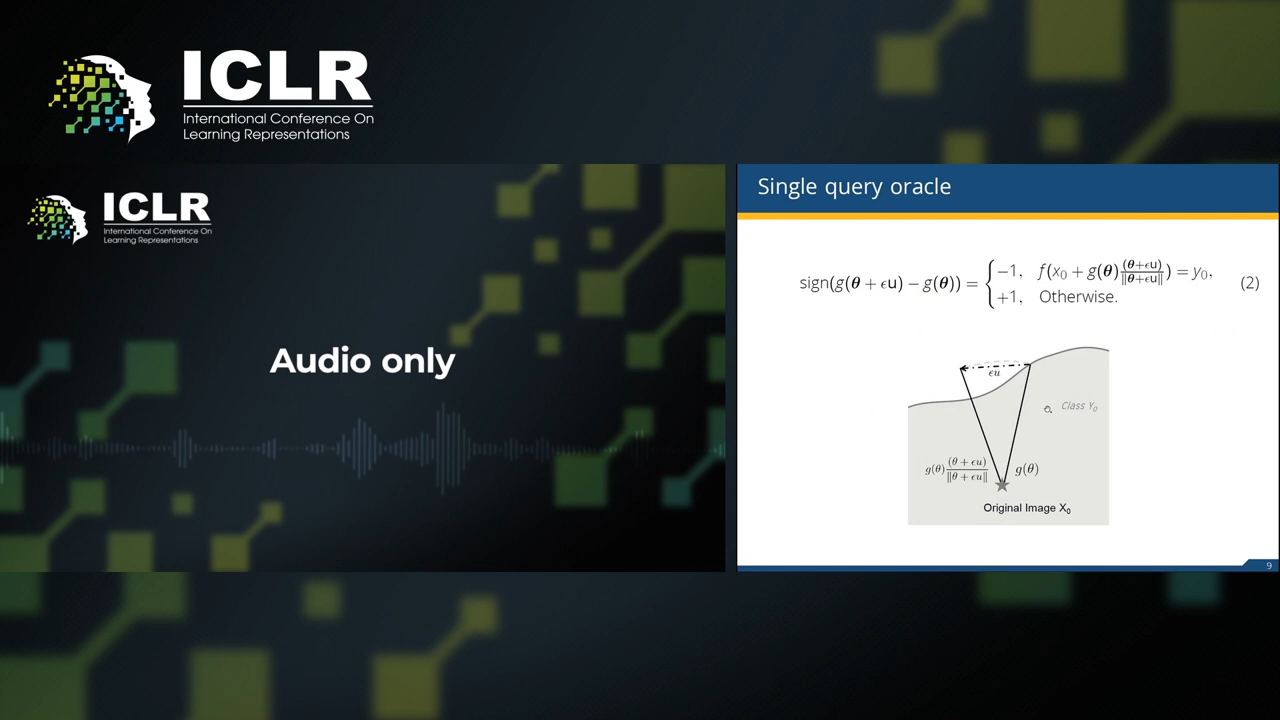 ICLR
International Conference On
Learning Representations
ICLR
International Conference On
Learning Representations
Audio only
Single query oracle
sign(g(θ + ϵu) − g(θ)) = { −1, f(x₀ + g(θ) (θ+ϵu)/‖θ+ϵu‖) = y₀,
+1, Otherwise.
(2)
ϵu
Class Y₀
g(θ) (θ + ϵu)/‖θ + ϵu‖
g(θ)
Original Image X₀
9